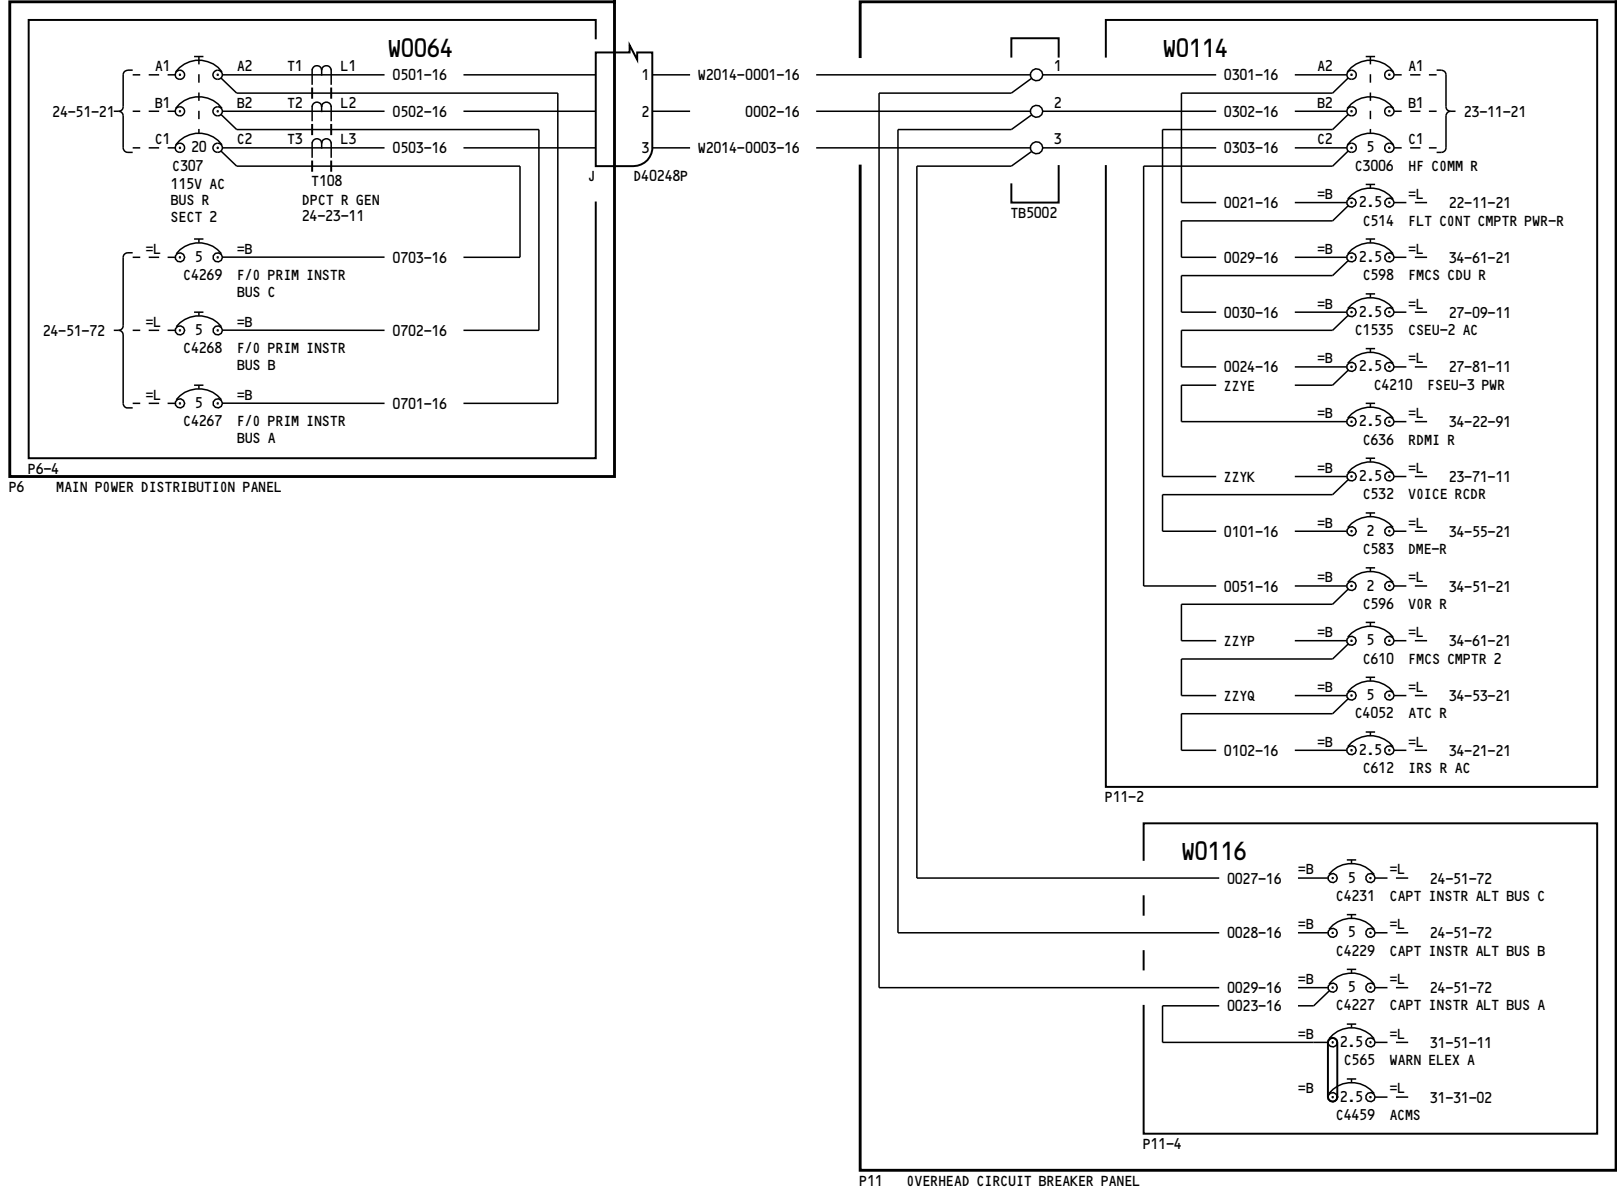 W0064
A1 A2 T1 L1 0501-16
24-51-21 B1 B2 T2 L2 0502-16
C1 20 C2 T3 L3 0503-16
C307
115V AC
BUS R
SECT 2
T108
DPCT R GEN
24-23-11
=L 5 =B 0703-16
C4269 F/O PRIM INSTR
BUS C
24-51-72 =L 5 =B 0702-16
C4268 F/O PRIM INSTR
BUS B
=L 5 =B 0701-16
C4267 F/O PRIM INSTR
BUS A
P6-4
P6 MAIN POWER DISTRIBUTION PANEL
1 W2014-0001-16
2 0002-16
3 W2014-0003-16
J D40248P
1
2
3
TB5002
W0114
0301-16 A2 A1
0302-16 B2 B1 23-11-21
0303-16 C2 5 C1
C3006 HF COMM R
0021-16 =B 2.5 =L 22-11-21
C514 FLT CONT CMPTR PWR-R
0029-16 =B 2.5 =L 34-61-21
C598 FMCS CDU R
0030-16 =B 2.5 =L 27-09-11
C1535 CSEU-2 AC
0024-16 =B 2.5 =L 27-81-11
ZZYE C4210 FSEU-3 PWR
=B 2.5 =L 34-22-91
C636 RDMI R
ZZYK =B 2.5 =L 23-71-11
C532 VOICE RCDR
0101-16 =B 2 =L 34-55-21
C583 DME-R
0051-16 =B 2 =L 34-51-21
C596 VOR R
ZZYP =B 5 =L 34-61-21
C610 FMCS CMPTR 2
ZZYQ =B 5 =L 34-53-21
C4052 ATC R
0102-16 =B 2.5 =L 34-21-21
C612 IRS R AC
P11-2
W0116
0027-16 =B 5 =L 24-51-72
C4231 CAPT INSTR ALT BUS C
0028-16 =B 5 =L 24-51-72
C4229 CAPT INSTR ALT BUS B
0029-16 =B 5 =L 24-51-72
0023-16 C4227 CAPT INSTR ALT BUS A
=B 2.5 =L 31-51-11
C565 WARN ELEX A
=B 2.5 =L 31-31-02
C4459 ACMS
P11-4
P11 OVERHEAD CIRCUIT BREAKER PANEL